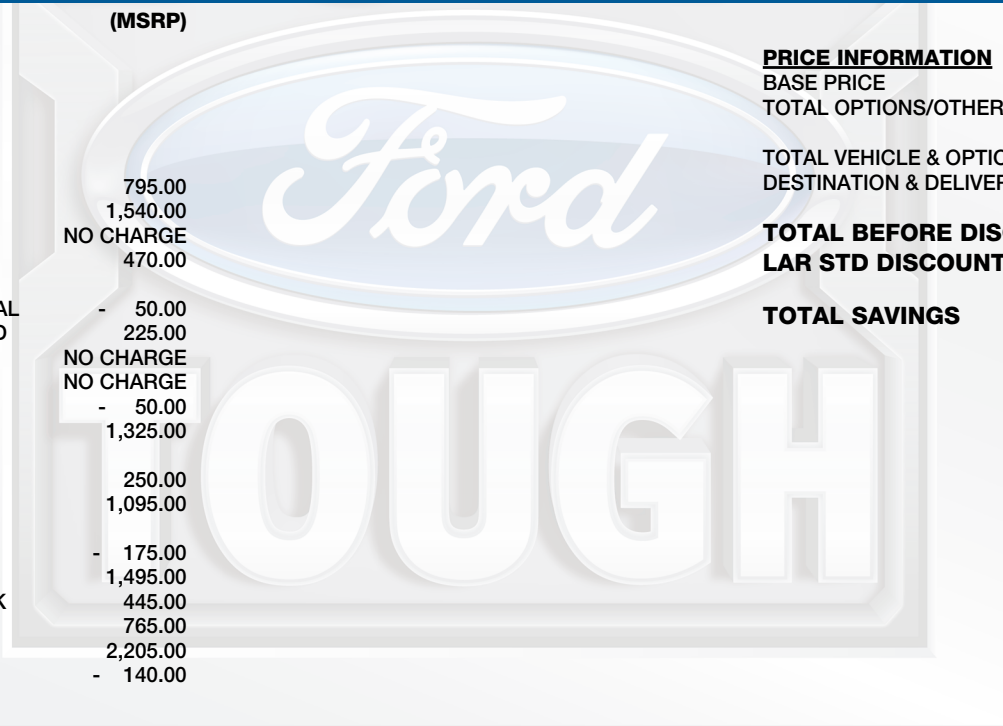 (MSRP)
795.00
1,540.00
NO CHARGE
470.00
AL - 50.00
D 225.00
NO CHARGE
NO CHARGE
- 50.00
1,325.00
250.00
1,095.00
- 175.00
1,495.00
K 445.00
765.00
2,205.00
- 140.00
PRICE INFORMATION
BASE PRICE
TOTAL OPTIONS/OTHER
TOTAL VEHICLE & OPTIO
DESTINATION & DELIVER
TOTAL BEFORE DISC
LAR STD DISCOUNT
TOTAL SAVINGS
Ford
TOUGH